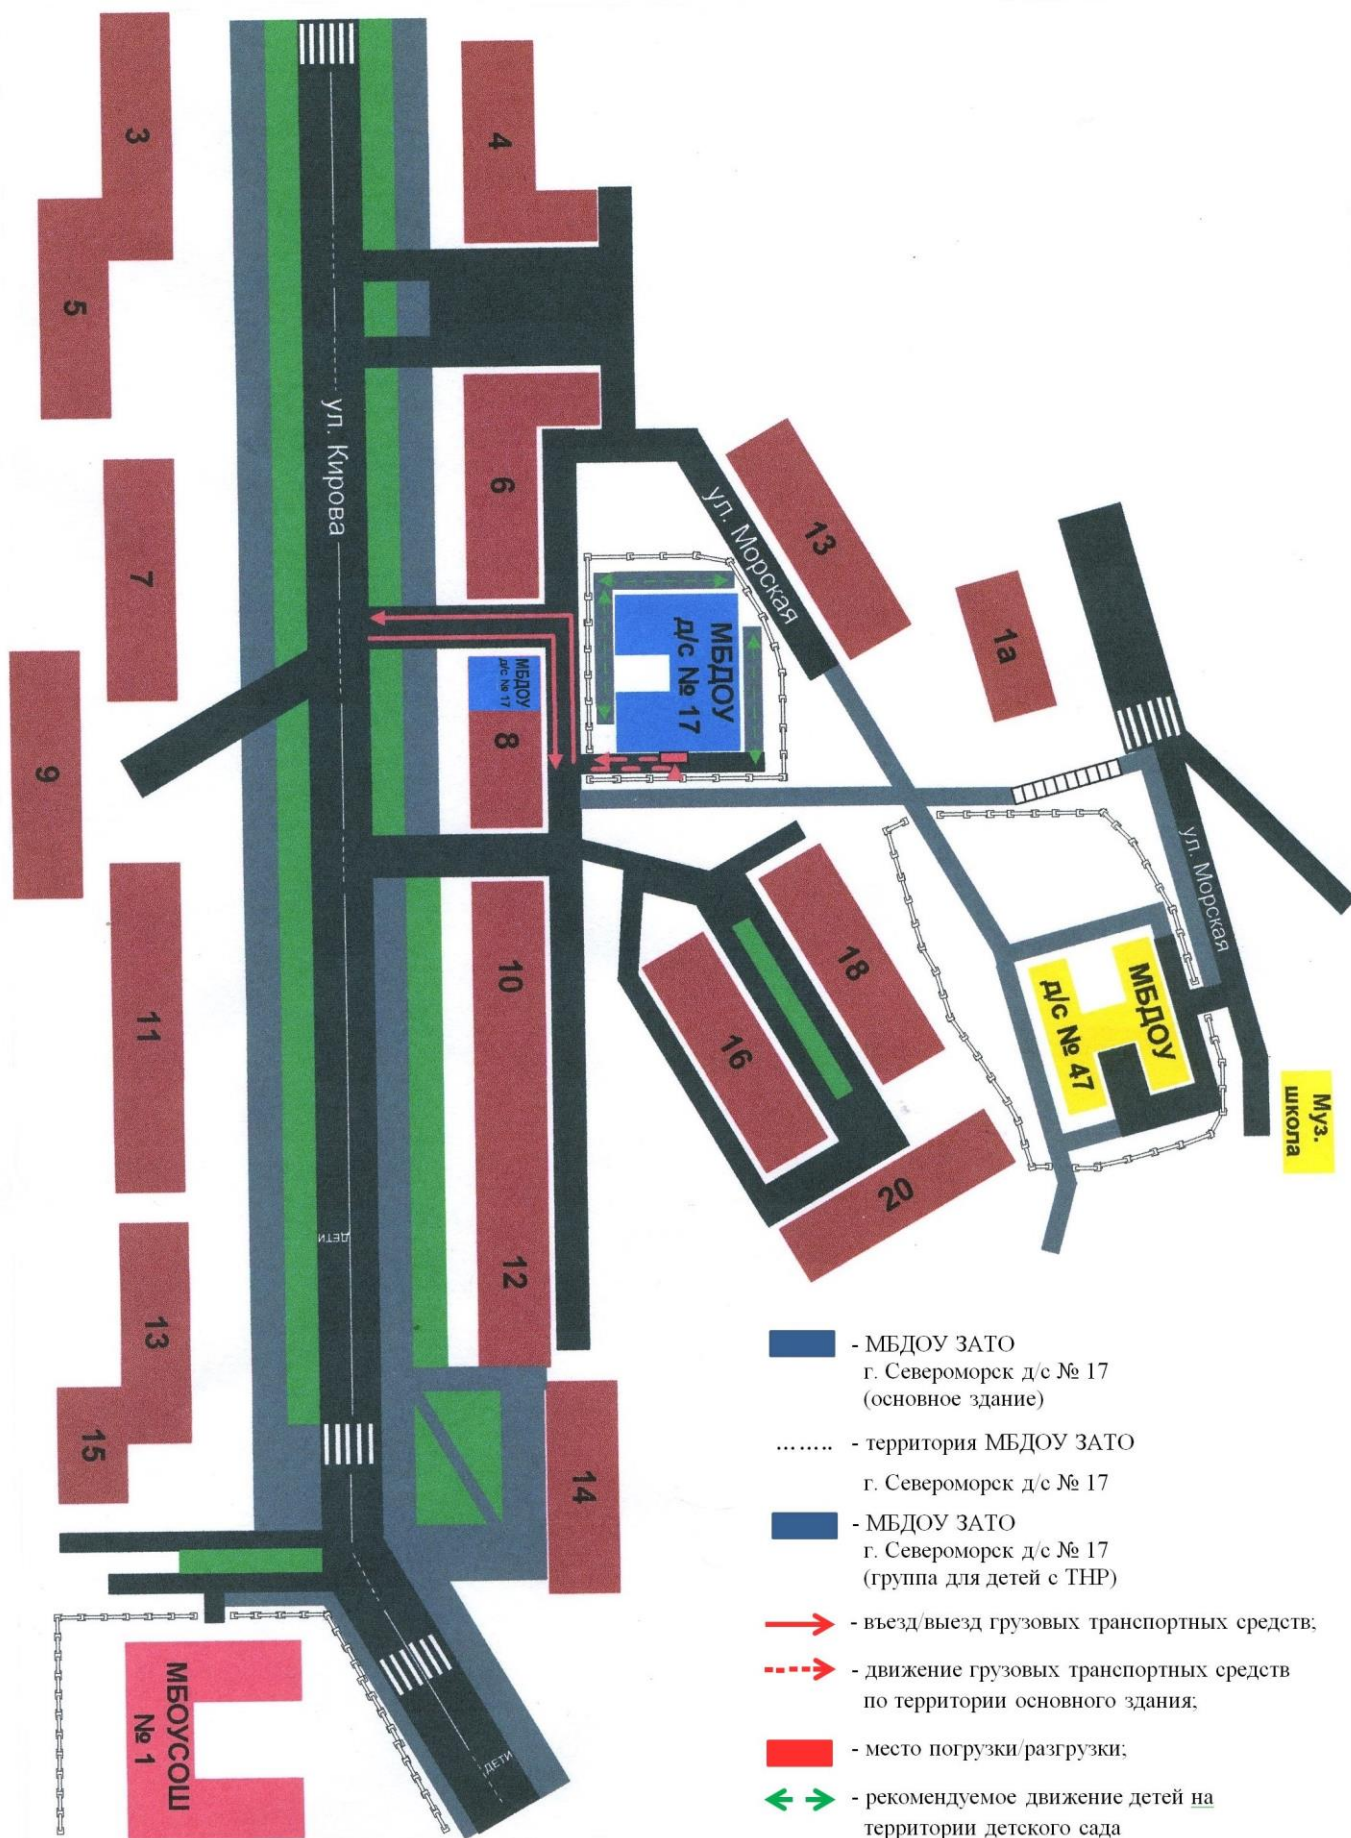 3
4
5
ул. Кирова
6
ул. Морская
13
7
1а
МБДОУ
д/с № 17
МБДОУ
д/с № 17
8
9
ул. Морская
10
18
11
16
МБДОУ
д/с № 47
Муз.
школа
20
ДЕТИ
12
13
15
14
МБОУСОШ
№ 1
ДЕТИ
- МБДОУ ЗАТО
г. Североморск д/с № 17
(основное здание)
........ - территория МБДОУ ЗАТО
г. Североморск д/с № 17
- МБДОУ ЗАТО
г. Североморск д/с № 17
(группа для детей с ТНР)
- въезд/выезд грузовых транспортных средств;
- движение грузовых транспортных средств
по территории основного здания;
- место погрузки/разгрузки;
- рекомендуемое движение детей на
территории детского сада